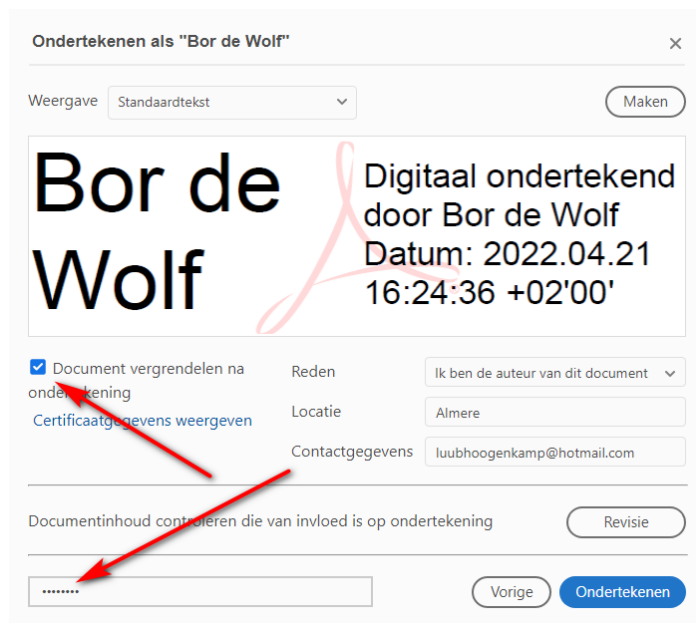 Ondertekenen als "Bor de Wolf"
Weergave Standaardtekst Maken
Bor de
Wolf
Digitaal ondertekend
door Bor de Wolf
Datum: 2022.04.21
16:24:36 +02'00'
Document vergrendelen na
ondertekening
Certificaatgegevens weergeven
Reden Ik ben de auteur van dit document
Locatie Almere
Contactgegevens luubhoogenkamp@hotmail.com
Documentinhoud controleren die van invloed is op ondertekening Revisie
•••••••• Vorige Ondertekenen